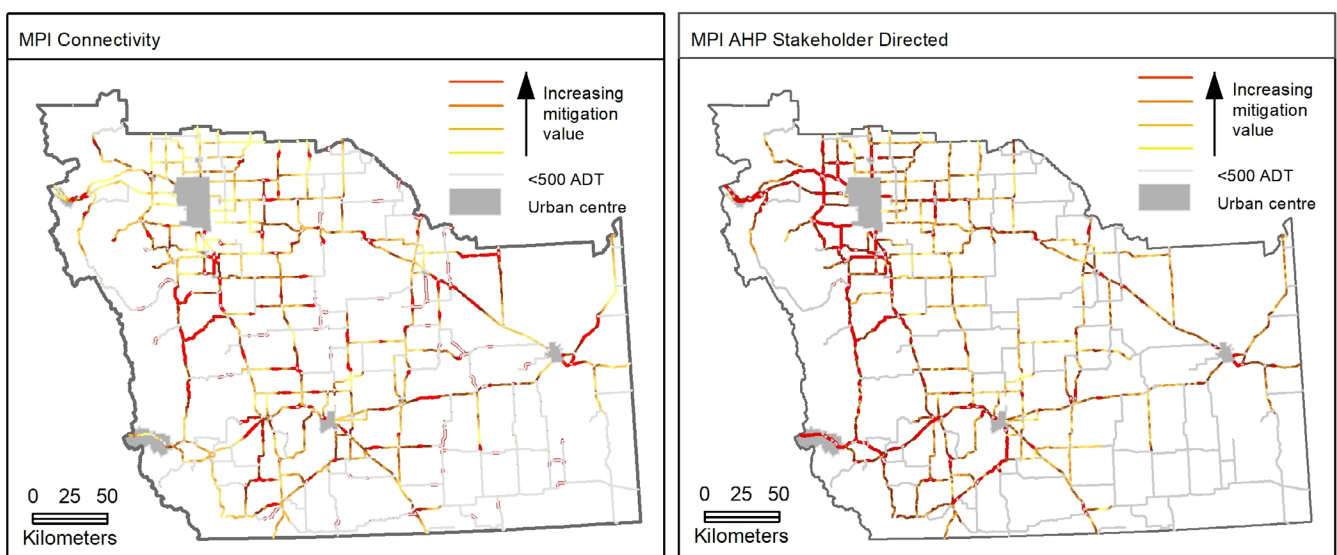 MPI Connectivity
Increasing
mitigation
value
<500 ADT
Urban centre
0 25 50
Kilometers
MPI AHP Stakeholder Directed
Increasing
mitigation
value
<500 ADT
Urban centre
0 25 50
Kilometers